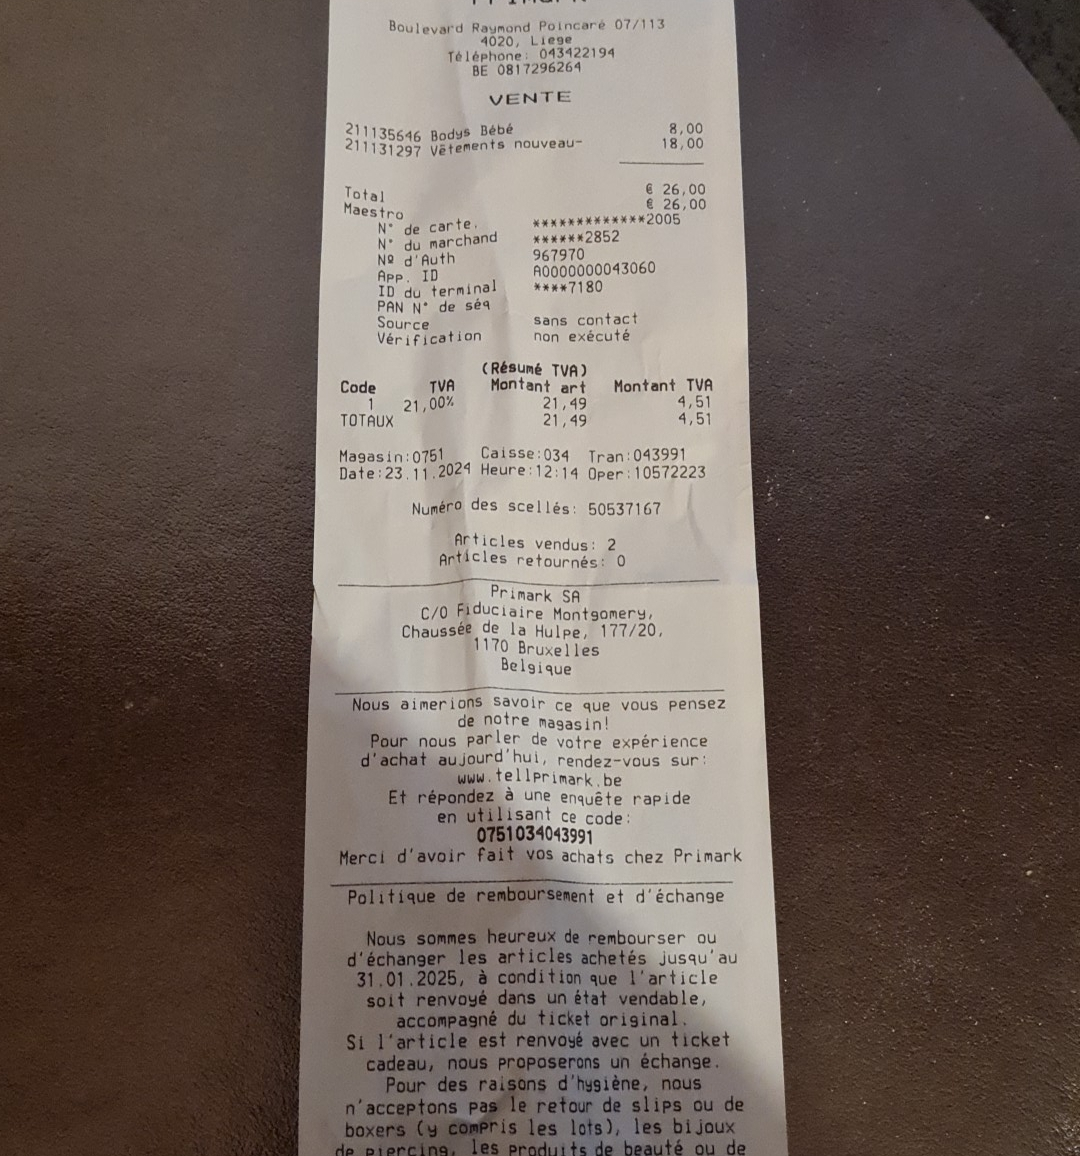 PRIMARK
Boulevard Raymond Poincaré 07/113
4020, Liege
Téléphone: 043422194
BE 0817296264
VENTE
211135646 Bodys Bébé 8,00
211131297 Vêtements nouveau- 18,00
Total € 26,00
Maestro € 26,00
N° de carte. *************2005
N° du marchand ******2852
Nº d'Auth 967970
App. ID A0000000043060
ID du terminal ****7180
PAN N° de séq
Source sans contact
Vérification non exécuté
(Résumé TVA)
Code TVA Montant art Montant TVA
1 21,00% 21,49 4,51
TOTAUX 21,49 4,51
Magasin:0751 Caisse:034 Tran:043991
Date:23.11.2024 Heure:12:14 Oper:10572223
Numéro des scellés: 50537167
Articles vendus: 2
Articles retournés: 0
Primark SA
C/O Fiduciaire Montgomery,
Chaussée de la Hulpe, 177/20,
1170 Bruxelles
Belgique
Nous aimerions savoir ce que vous pensez
de notre magasin!
Pour nous parler de votre expérience
d'achat aujourd'hui, rendez-vous sur:
www.tellPrimark.be
Et répondez à une enquête rapide
en utilisant ce code:
0751034043991
Merci d'avoir fait vos achats chez Primark
Politique de remboursement et d'échange
Nous sommes heureux de rembourser ou
d'échanger les articles achetés jusqu'au
31.01.2025, à condition que l'article
soit renvoyé dans un état vendable,
accompagné du ticket original.
Si l'article est renvoyé avec un ticket
cadeau, nous proposerons un échange.
Pour des raisons d'hygiène, nous
n'acceptons pas le retour de slips ou de
boxers (y compris les lots), les bijoux
de piercing, les produits de beauté ou de